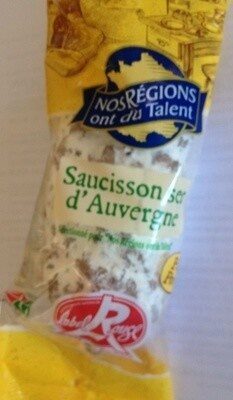 NOS RÉGIONS
ont du Talent
Saucisson sec
d'Auvergne
Label Rouge